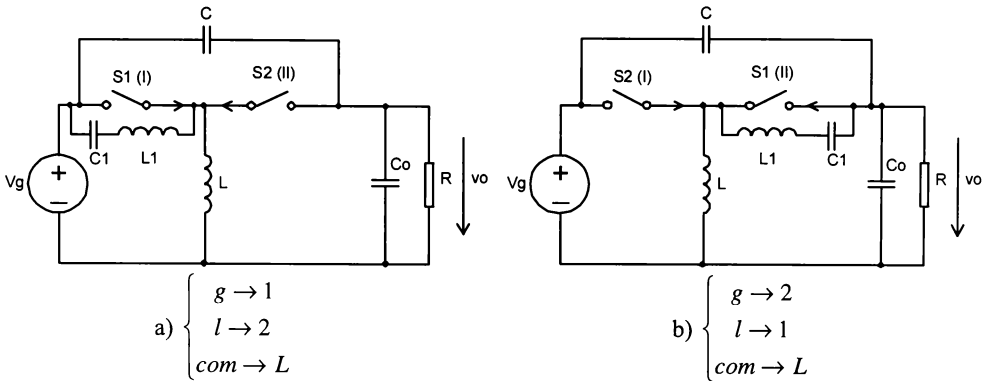 C
S1 (I)
S2 (II)
C1
L1
Vg
+
L
Co
R
vo
a) { g → 1
l → 2
com → L
C
S2 (I)
S1 (II)
L1
C1
Vg
+
L
Co
R
vo
b) { g → 2
l → 1
com → L